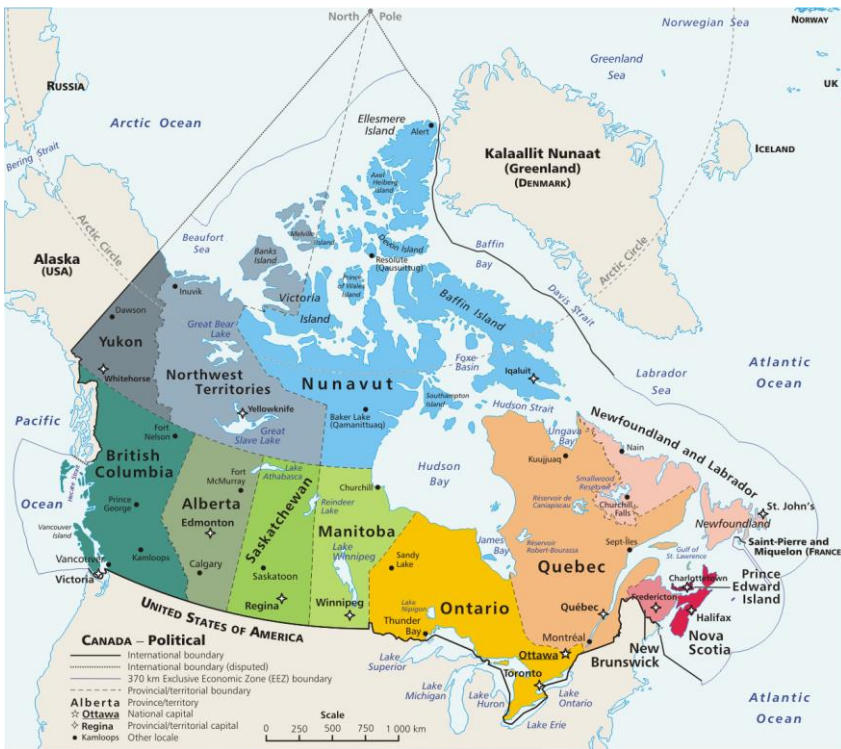 North Pole
Norwegian Sea
NORWAY
Greenland
Sea
UK
RUSSIA
Arctic Ocean
Ellesmere
Island
Alert
Kalaallit Nunaat
(Greenland)
(DENMARK)
ICELAND
Bering Strait
Arctic Circle
Axel
Heiberg
island
Beaufort
Sea
Melville
Island
Devon Island
Banks
Island
Resolute
(Qausuittuq)
Baffin
Bay
Arctic Circle
Alaska
(USA)
Prince
of Wales
Island
Victoria
Island
Baffin Island
Davis Strait
Inuvik
Dawson
Great Bear
Lake
Yukon
Whitehorse
Northwest
Territories
Nunavut
Foxe
Basin
Iqaluit
Labrador
Sea
Atlantic
Ocean
Yellowknife
Great
Slave Lake
Baker Lake
(Qamanittuaq)
Southampton
Island
Hudson Strait
Pacific
Ocean
Fort
Nelson
British
Columbia
Ungava
Bay
Kuujjuaq
Nain
Newfoundland and Labrador
Hudson
Bay
Lake
Athabasca
Fort
McMurray
Alberta
Edmonton
Saskatchewan
Reindeer
Lake
Churchill
Manitoba
Smallwood
Reservoir
Churchill
Falls
Réservoir de
Caniapiscau
Hecate Strait
Prince
George
Vancouver
Island
Kamloops
Vancouver
Victoria
Calgary
Saskatoon
Regina
Lake
Winnipeg
Winnipeg
Sandy
Lake
James
Bay
Réservoir
Robert-Bourassa
Sept-Îles
St. John's
Newfoundland
Saint-Pierre and
Miquelon (FRANCE)
Gulf of
St. Lawrence
Quebec
Charlottetown
Prince
Edward
Island
Ontario
Lake
Nipigon
Thunder
Bay
Québec
Fredericton
Halifax
Nova
Scotia
New
Brunswick
Montréal
UNITED STATES OF AMERICA
Ottawa
Toronto
Lake
Superior
Lake
Michigan
Lake
Huron
Lake
Ontario
Lake Erie
Atlantic
Ocean
CANADA – Political
International boundary
International boundary (disputed)
370 km Exclusive Economic Zone (EEZ) boundary
Provincial/territorial boundary
Alberta Province/territory
Ottawa National capital
Regina Provincial/territorial capital
Kamloops Other locale
Scale
0 250 500 750 1 000 km